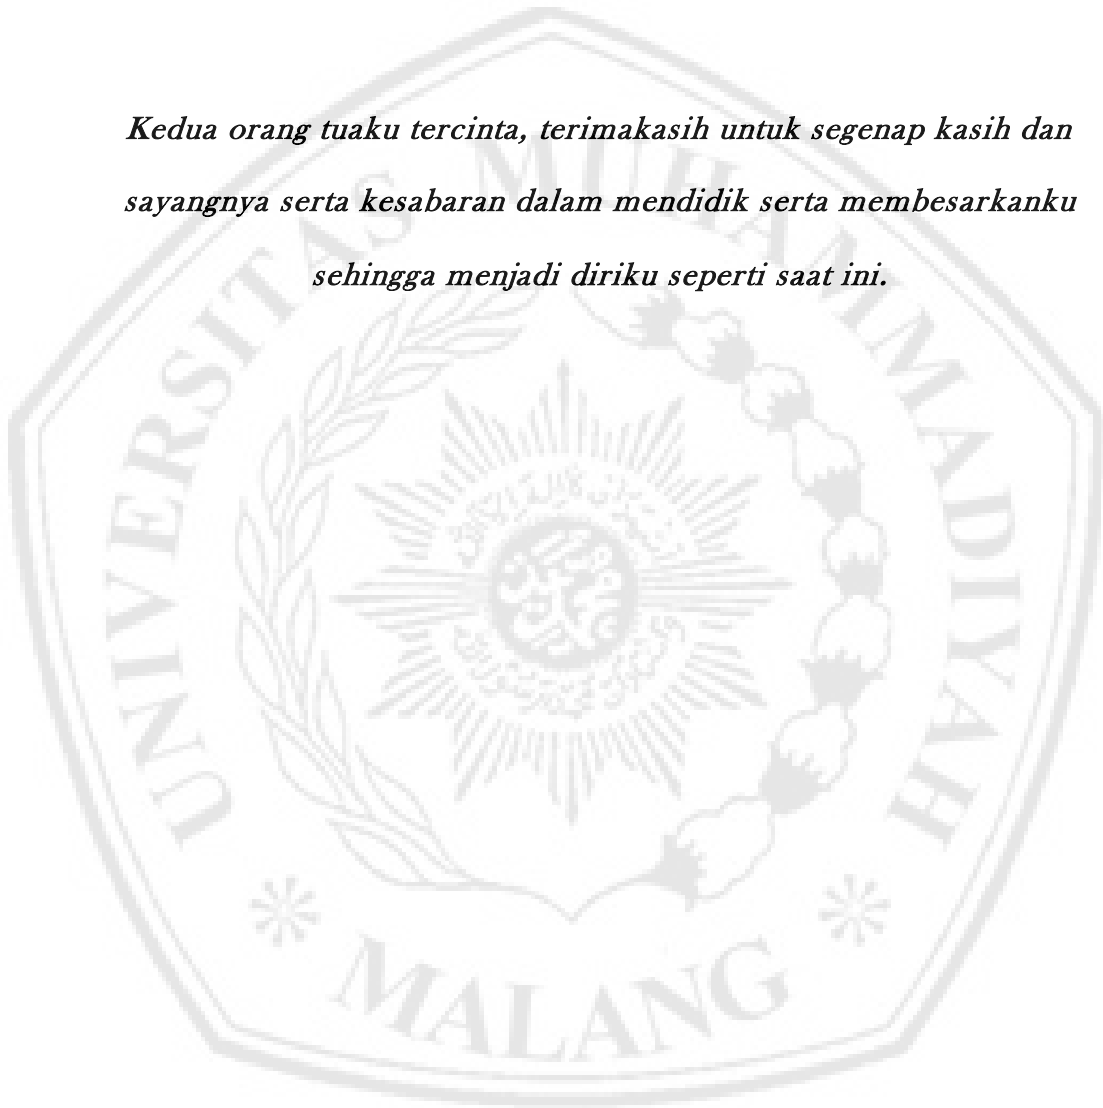 Kedua orang tuaku tercinta, terimakasih untuk segenap kasih dan
sayangnya serta kesabaran dalam mendidik serta membesarkanku
sehingga menjadi diriku seperti saat ini.
UNIVERSITAS MUHAMMADIYAH
MALANG